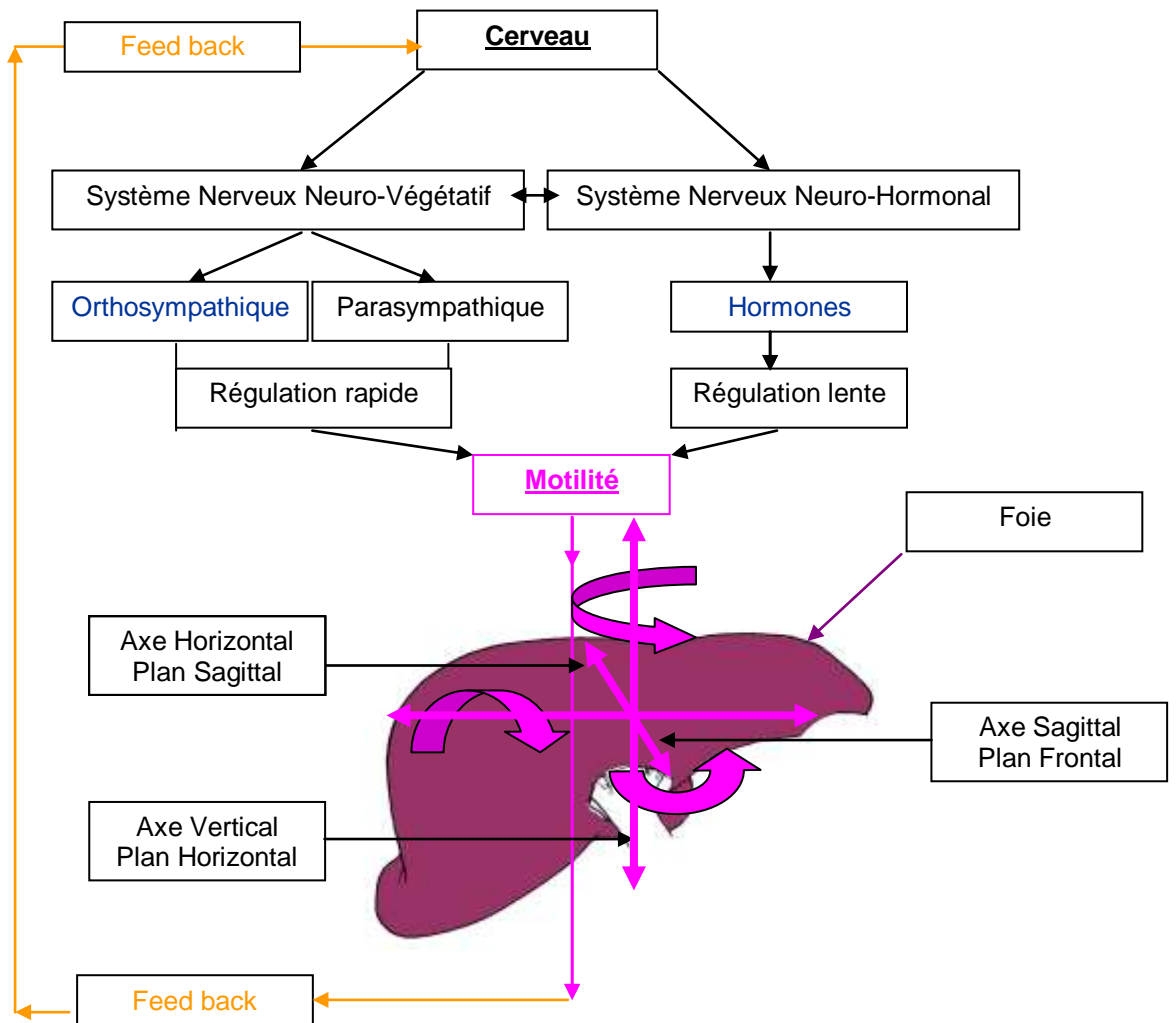 Feed back
Cerveau
Système Nerveux Neuro-Végétatif
Système Nerveux Neuro-Hormonal
Orthosympathique
Parasympathique
Hormones
Régulation rapide
Régulation lente
Motilité
Foie
Axe Horizontal
Plan Sagittal
Axe Sagittal
Plan Frontal
Axe Vertical
Plan Horizontal
Feed back